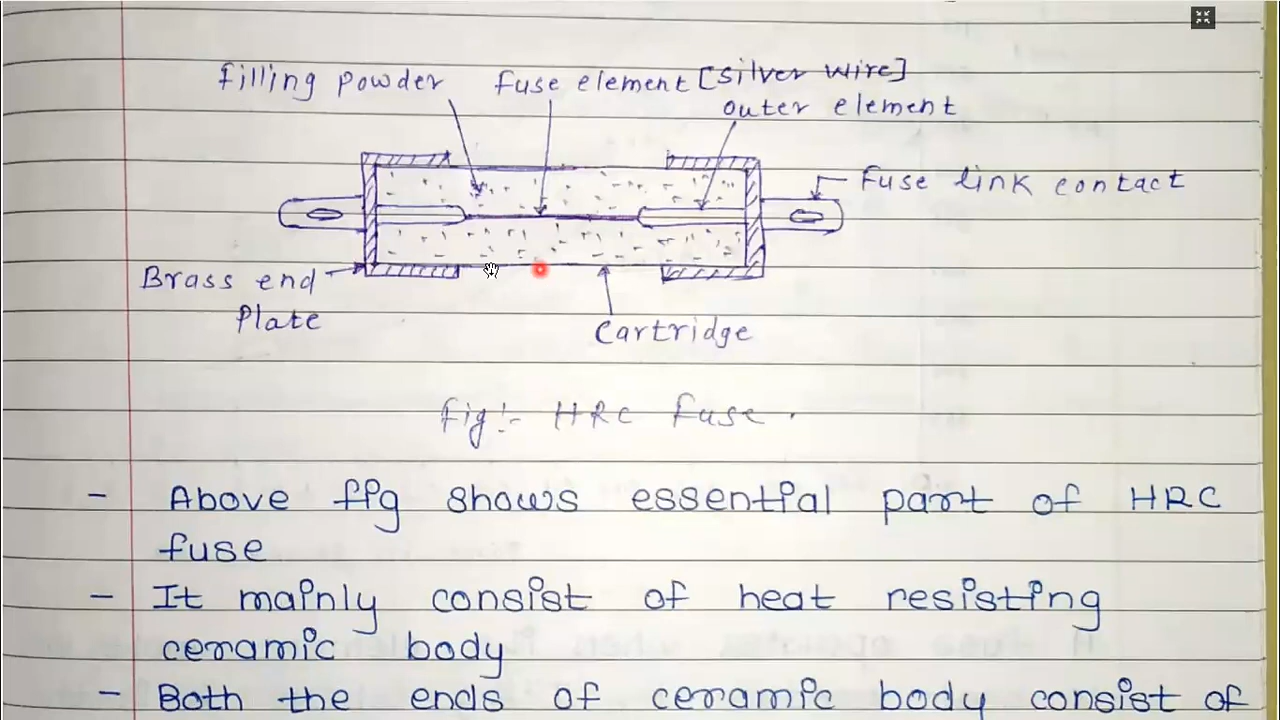 filling powder
fuse element [silver wire]
outer element
Fuse link contact
Brass end
Plate
Cartridge
fig:- HRC fuse.
- Above fig shows essential part of HRC
fuse
- It mainly consist of heat resisting
ceramic body
- Both the ends of ceramic body consist of